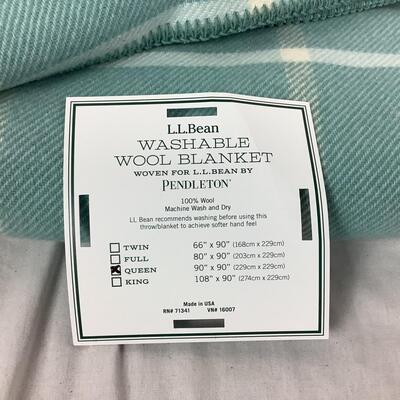 L.L.Bean
WASHABLE
WOOL BLANKET
WOVEN FOR L.L.BEAN BY
PENDLETON®
100% Wool
Machine Wash and Dry
LL Bean recommends washing before using this
throw/blanket to achieve softer hand feel
TWIN 66" x 90" (168cm x 229cm)
FULL 80" x 90" (203cm x 229cm)
QUEEN 90" x 90" (229cm x 229cm)
KING 108" x 90" (274cm x 229cm)
Made in USA
RN# 71341 VN# 16007